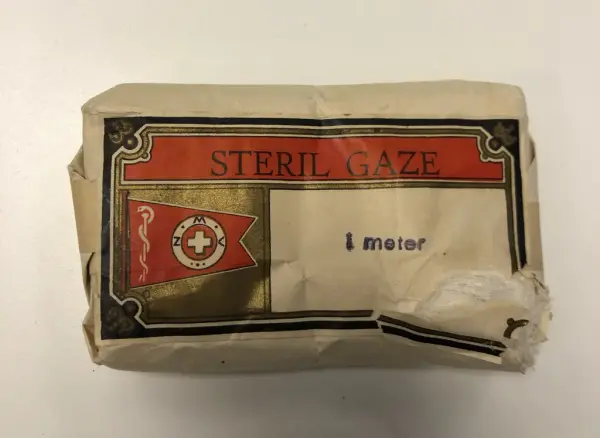 STERIL GAZE
N M V
1 meter